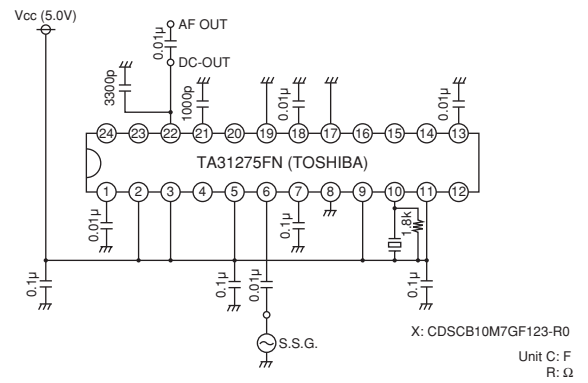 Vcc (5.0V)
AF OUT
0.01µ
DC-OUT
3300p
1000p
0.01µ
0.01µ
24 23 22 21 20 19 18 17 16 15 14 13
TA31275FN (TOSHIBA)
1 2 3 4 5 6 7 8 9 10 11 12
0.01µ
0.1µ
1.8k
0.1µ
0.1µ
0.01µ
0.1µ
S.S.G.
X: CDSCB10M7GF123-R0
Unit C: F
R: Ω